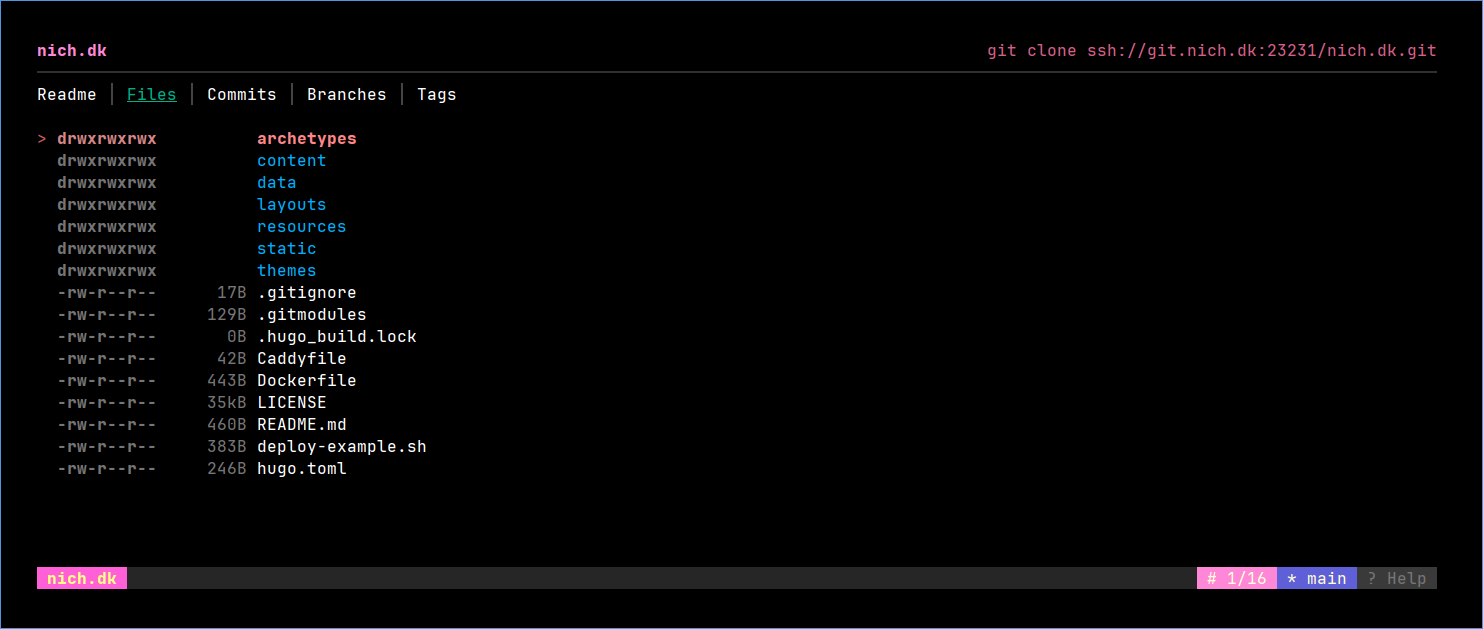 nich.dk git clone ssh://git.nich.dk:23231/nich.dk.git
Readme │ Files │ Commits │ Branches │ Tags
> drwxrwxrwx archetypes
drwxrwxrwx content
drwxrwxrwx data
drwxrwxrwx layouts
drwxrwxrwx resources
drwxrwxrwx static
drwxrwxrwx themes
-rw-r--r-- 17B .gitignore
-rw-r--r-- 129B .gitmodules
-rw-r--r-- 0B .hugo_build.lock
-rw-r--r-- 42B Caddyfile
-rw-r--r-- 443B Dockerfile
-rw-r--r-- 35kB LICENSE
-rw-r--r-- 460B README.md
-rw-r--r-- 383B deploy-example.sh
-rw-r--r-- 246B hugo.toml
nich.dk # 1/16 * main ? Help